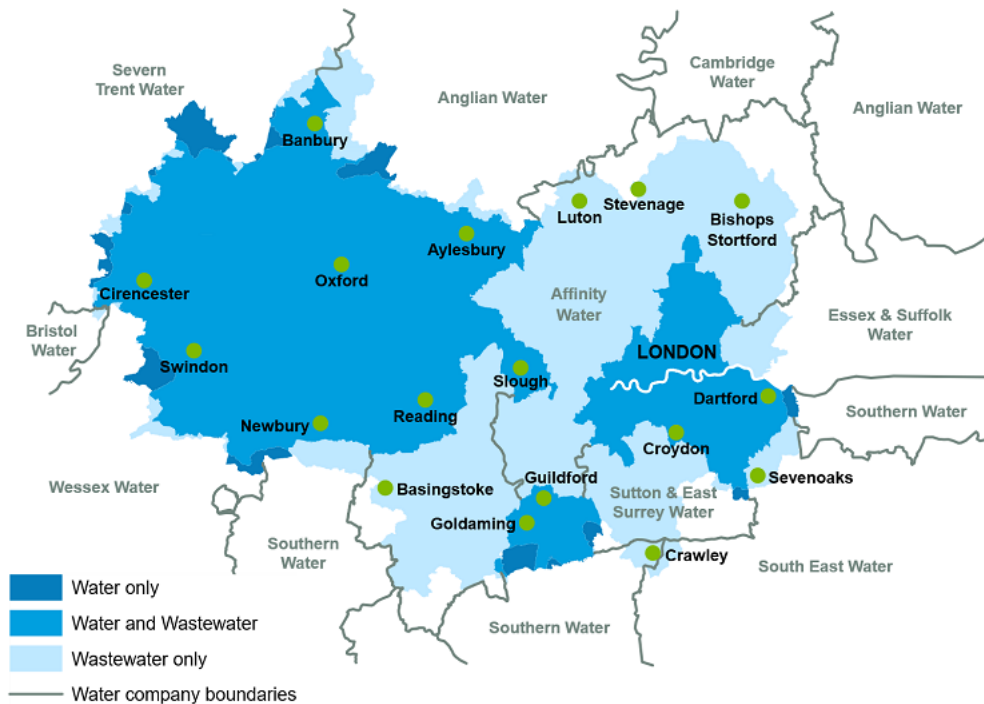 Severn
Trent Water
Anglian Water
Cambridge
Water
Anglian Water
Banbury
Luton
Stevenage
Bishops
Stortford
Aylesbury
Oxford
Cirencester
Affinity
Water
Bristol
Water
Essex & Suffolk
Water
Swindon
LONDON
Slough
Dartford
Reading
Newbury
Southern Water
Croydon
Wessex Water
Basingstoke
Guildford
Sevenoaks
Sutton & East
Surrey Water
Goldaming
Southern
Water
Crawley
South East Water
Southern Water
Water only
Water and Wastewater
Wastewater only
Water company boundaries